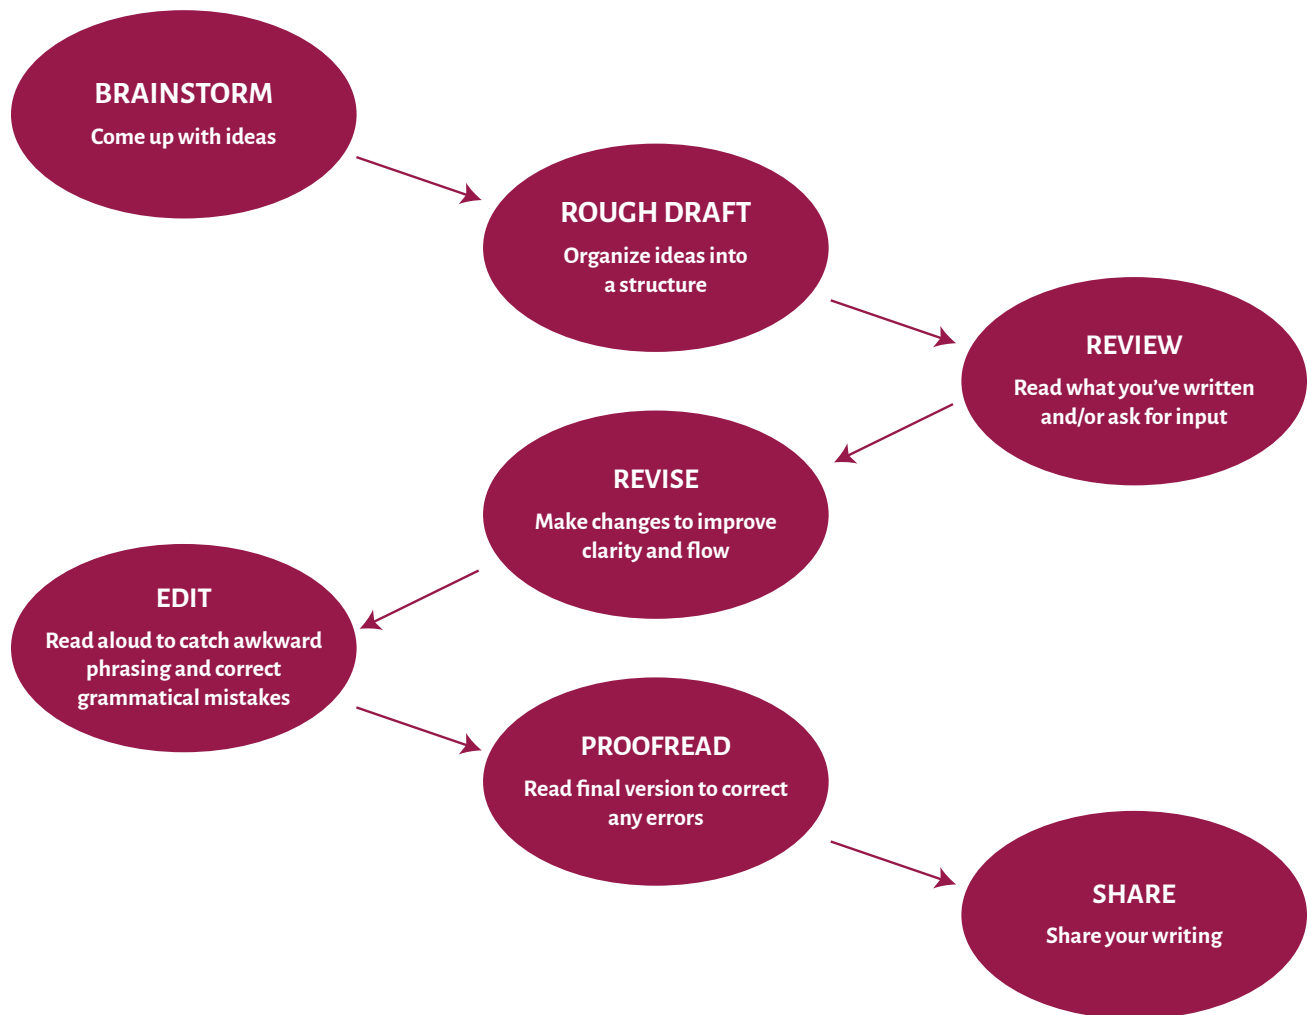 BRAINSTORM
Come up with ideas
ROUGH DRAFT
Organize ideas into
a structure
REVIEW
Read what you’ve written
and/or ask for input
REVISE
Make changes to improve
clarity and flow
EDIT
Read aloud to catch awkward
phrasing and correct
grammatical mistakes
PROOFREAD
Read final version to correct
any errors
SHARE
Share your writing